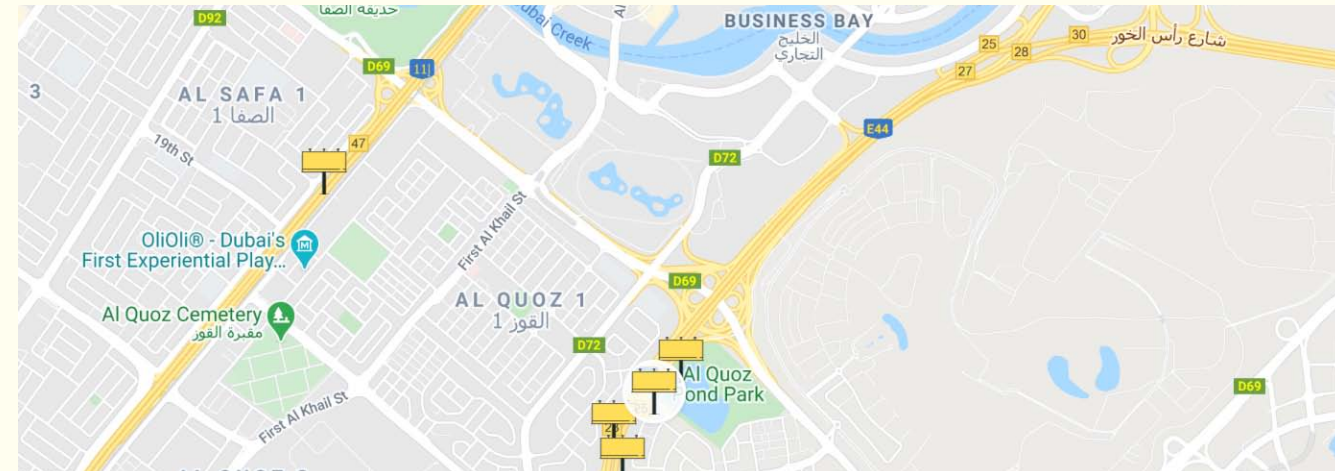 حديقة الصفا
D92
Dubai Creek
BUSINESS BAY
الخليج
التجاري
25
28
30
شارع رأس الخور
27
D69
11
3
AL SAFA 1
الصفا 1
E44
47
19th St
D72
OliOli® - Dubai's
First Experiential Play...
First Al Khail St
D69
AL QUOZ 1
القوز 1
Al Quoz Cemetery
مقبرة القوز
D72
Al Quoz
Pond Park
D69
First Al Khail St